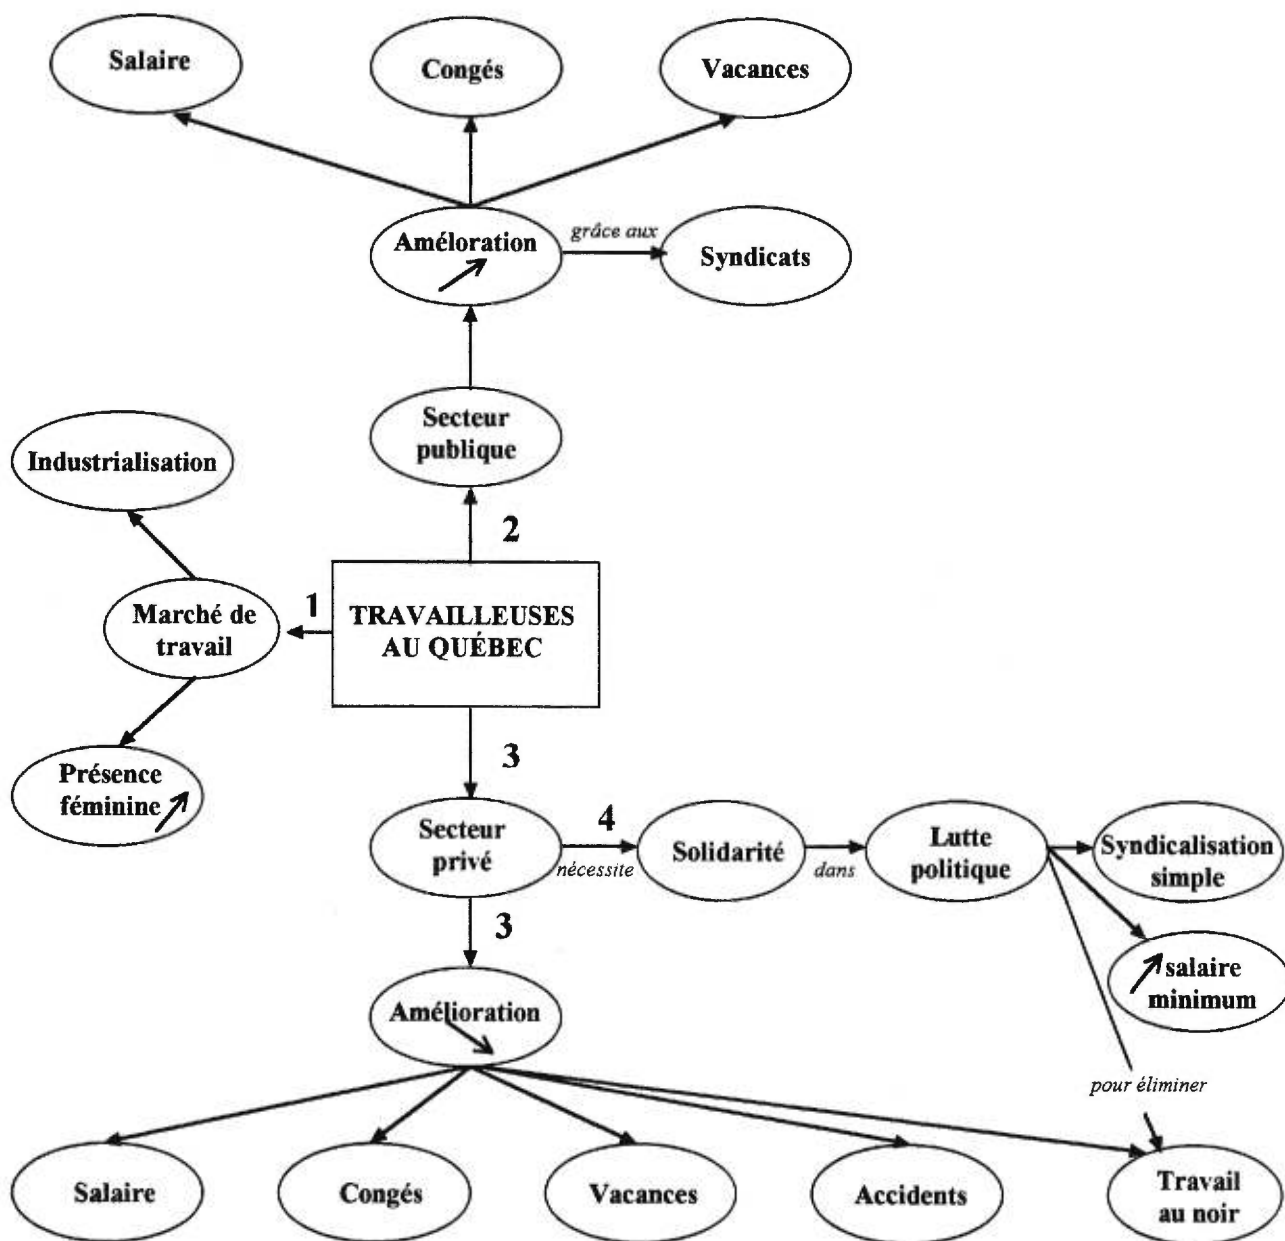 Salaire
Congés
Vacances
Améloration
grâce aux
Syndicats
Secteur
publique
Industrialisation
2
Marché de
travail
1
TRAVAILLEUSES
AU QUÉBEC
Présence
féminine
3
Secteur
privé
4
nécessite
Solidarité
dans
Lutte
politique
Syndicalisation
simple
3
salaire
minimum
Amélioration
pour éliminer
Salaire
Congés
Vacances
Accidents
Travail
au noir